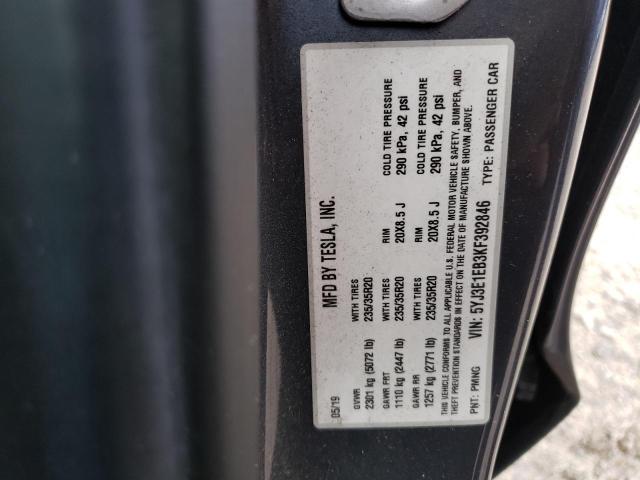 MFD BY TESLA, INC.
05/19
GVWR WITH TIRES RIM COLD TIRE PRESSURE
2301 kg (5072 lb) 235/35R20 20X8.5 J 290 kPa, 42 psi
GAWR FRT WITH TIRES RIM COLD TIRE PRESSURE
1110 kg (2447 lb) 235/35R20 20X8.5 J 290 kPa, 42 psi
GAWR RR WITH TIRES
1257 kg (2771 lb) 235/35R20
THIS VEHICLE CONFORMS TO ALL APPLICABLE U.S. FEDERAL MOTOR VEHICLE SAFETY, BUMPER, AND
THEFT PREVENTION STANDARDS IN EFFECT ON THE DATE OF MANUFACTURE SHOWN ABOVE.
PNT: PMNG VIN: 5YJ3E1EB3KF392846 TYPE: PASSENGER CAR